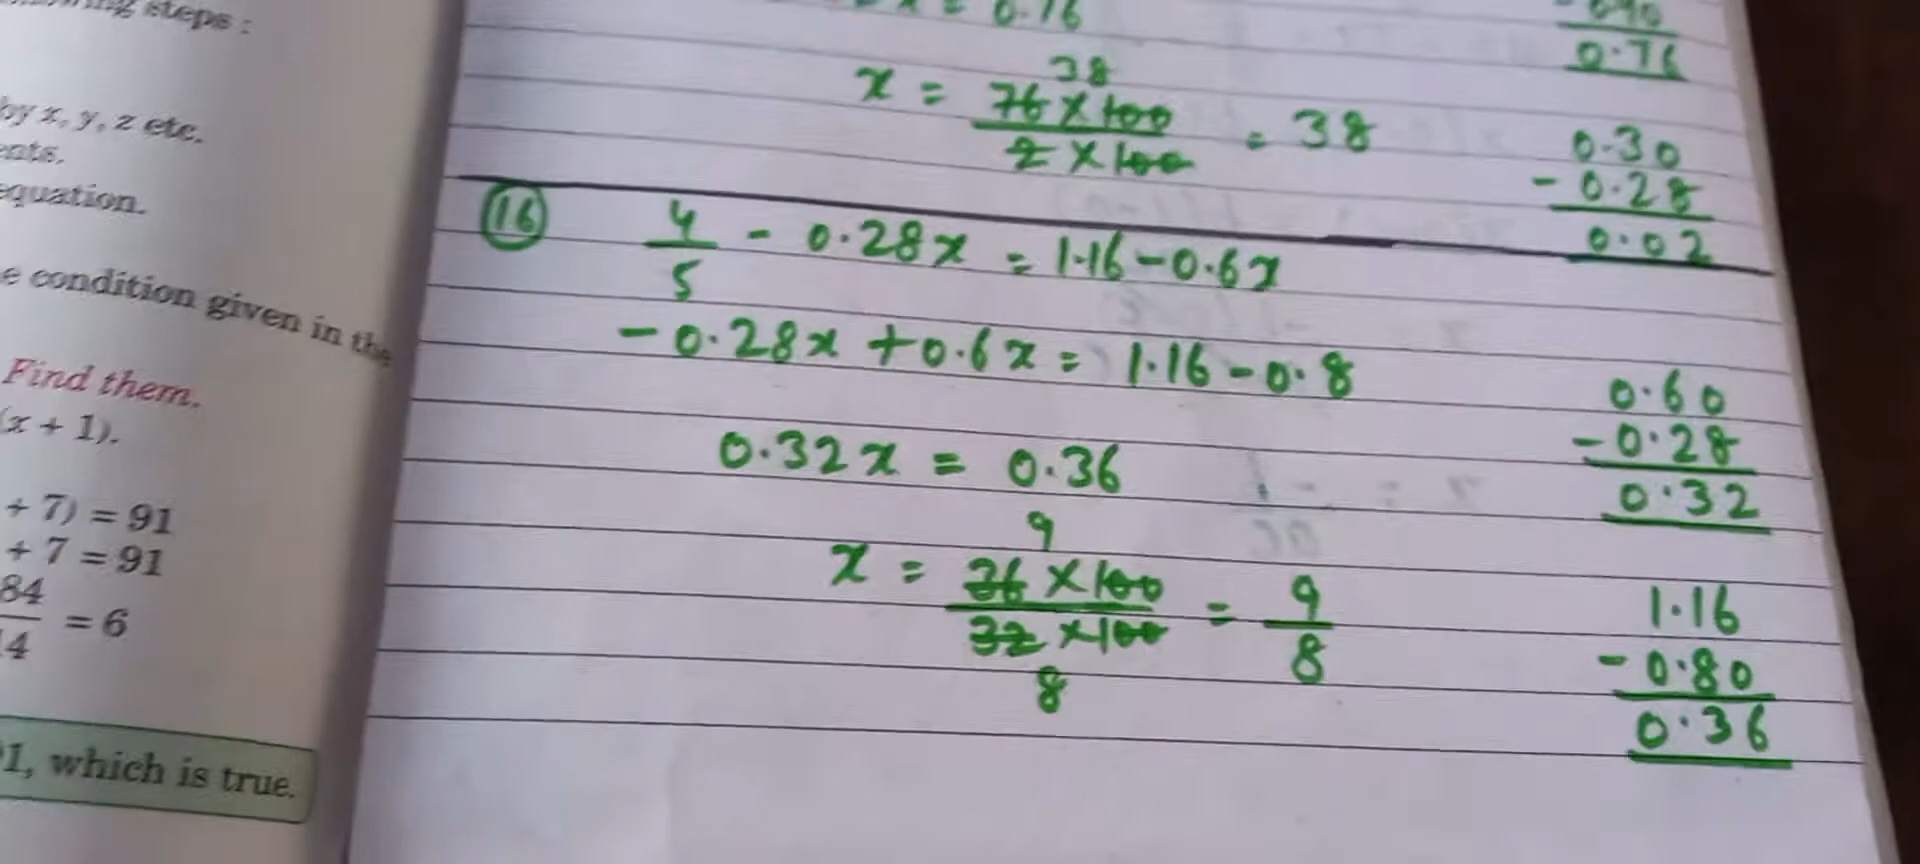 steps :
by x, y, z etc.
equation.
e condition given in the
Find them.
(x + 1).
+ 7) = 91
+ 7 = 91
84
= 6
14
1, which is true.
= 0.76
38
x = 76 × 100 / 2 × 100 = 38
(16) 4/5 - 0.28x = 1.16 - 0.6x
- 0.28x + 0.6x = 1.16 - 0.8
0.32x = 0.36
9
x = 36 × 100 / 32 × 100 = 9/8
8
0.76
0.30
- 0.28
0.02
0.60
- 0.28
0.32
1.16
- 0.80
0.36